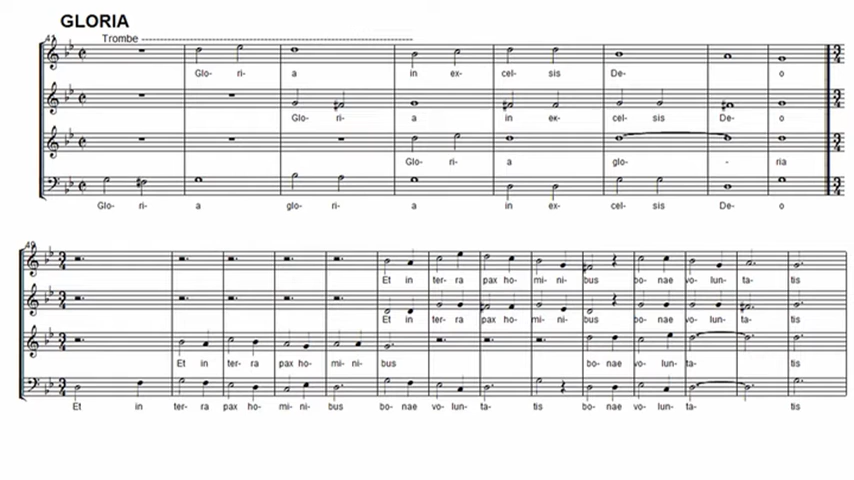 GLORIA
Trombe
41
Glo- ri- a in ex- cel- sis De- o
Glo- ri- a in ex- cel- sis De- o
Glo- ri- a glo- - ria
Glo- ri- a glo- ri- a in ex- cel- sis De- o
49
Et in ter- ra pax ho- mi- ni- bus bo- nae vo- lun- ta- tis
Et in ter- ra pax ho- mi- ni- bus bo- nae vo- lun- ta- tis
Et in ter- ra pax ho- mi- ni- bus bo- nae vo- lun- ta- tis
Et in ter- ra pax ho- mi- ni- bus bo- nae vo- lun- ta- tis bo- nae vo- lun- ta- tis